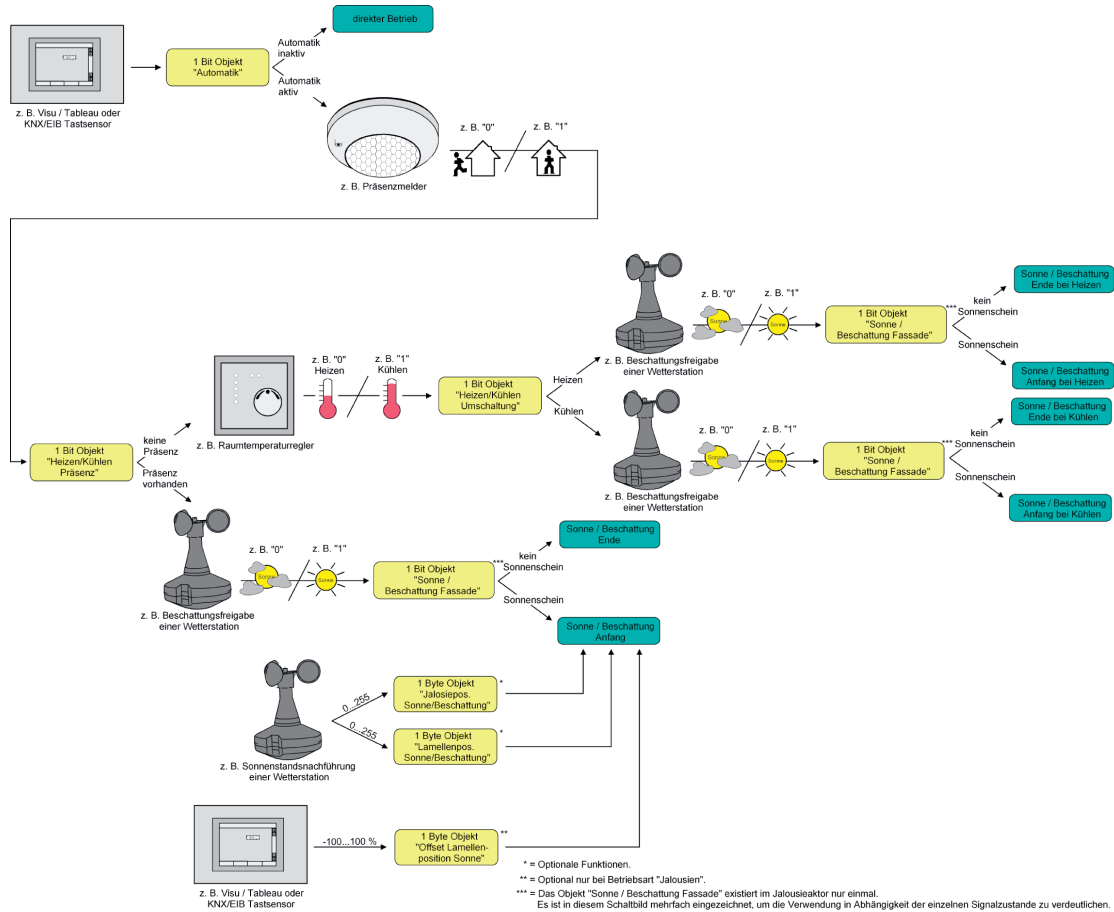 direkter Betrieb
Automatik
inaktiv
1 Bit Objekt
"Automatik"
Automatik
aktiv
z. B. Visu / Tableau oder
KNX/EIB Tastsensor
z. B. "0"
z. B. "1"
z. B. Präsenzmelder
z. B. "0"
z. B. "1"
Sonne
Sonne
1 Bit Objekt
"Sonne /
Beschattung Fassade"
***
kein
Sonnenschein
Sonnenschein
Sonne / Beschattung
Ende bei Heizen
Sonne / Beschattung
Anfang bei Heizen
z. B. Beschattungsfreigabe
einer Wetterstation
z. B. "0"
Heizen
z. B. "1"
Kühlen
1 Bit Objekt
"Heizen/Kühlen
Umschaltung"
Heizen
Kühlen
z. B. Raumtemperaturregler
z. B. "0"
z. B. "1"
Sonne
Sonne
1 Bit Objekt
"Sonne /
Beschattung Fassade"
***
kein
Sonnenschein
Sonnenschein
Sonne / Beschattung
Ende bei Kühlen
Sonne / Beschattung
Anfang bei Kühlen
z. B. Beschattungsfreigabe
einer Wetterstation
1 Bit Objekt
"Heizen/Kühlen
Präsenz"
keine
Präsenz
Präsenz
vorhanden
z. B. "0"
z. B. "1"
Sonne
Sonne
1 Bit Objekt
"Sonne /
Beschattung Fassade"
***
kein
Sonnenschein
Sonnenschein
Sonne / Beschattung
Ende
Sonne / Beschattung
Anfang
z. B. Beschattungsfreigabe
einer Wetterstation
0...255
0...255
1 Byte Objekt
"Jalosiepos.
Sonne/Beschattung"
*
1 Byte Objekt
"Lamellenpos.
Sonne/Beschattung"
*
z. B. Sonnenstandsnachführung
einer Wetterstation
-100...100 %
1 Byte Objekt
"Offset Lamellen-
position Sonne"
**
z. B. Visu / Tableau oder
KNX/EIB Tastsensor
* = Optionale Funktionen.
** = Optional nur bei Betriebsart "Jalousien".
*** = Das Objekt "Sonne / Beschattung Fassade" existiert im Jalousieaktor nur einmal.
Es ist in diesem Schaltbild mehrfach eingezeichnet, um die Verwendung in Abhängigkeit der einzelnen Signalzustande zu verdeutlichen.